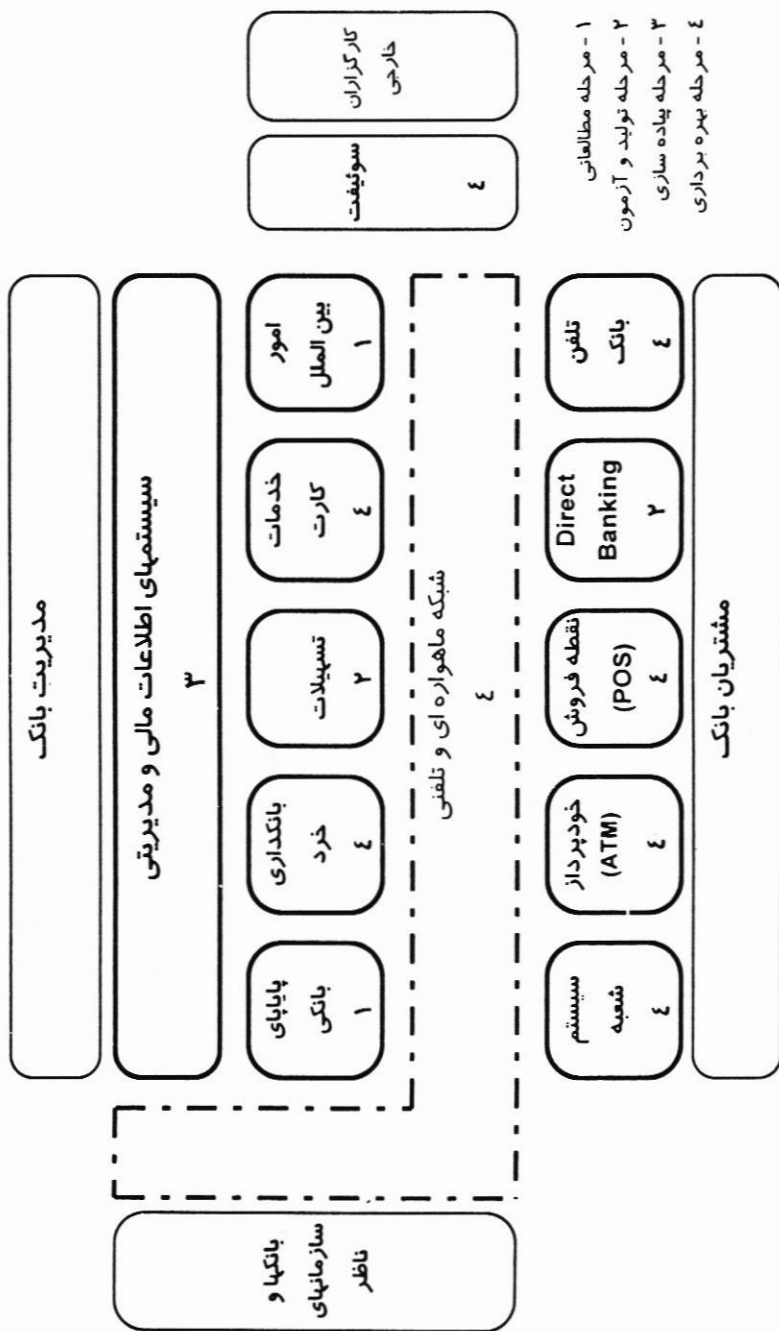 مدیریت بانک
سیستمهای اطلاعات مالی و مدیریتی
۳
پایاپای
بانکی
۱
بانکداری
خرد
٤
تسهیلات
۲
خدمات
کارت
٤
امور
بین الملل
۱
سوئیفت
٤
کارگزاران
خارجی
شبکه ماهواره ای و تلفنی
٤
بانکها و
سازمانهای
ناظر
سیستم
شعبه
٤
خودپرداز
(ATM)
٤
نقطه فروش
(POS)
٤
Direct
Banking
۲
تلفن
بانک
٤
مشتریان بانک
۱ - مرحله مطالعاتی
۲ - مرحله تولید و آزمون
۳ - مرحله پیاده سازی
٤ - مرحله بهره برداری